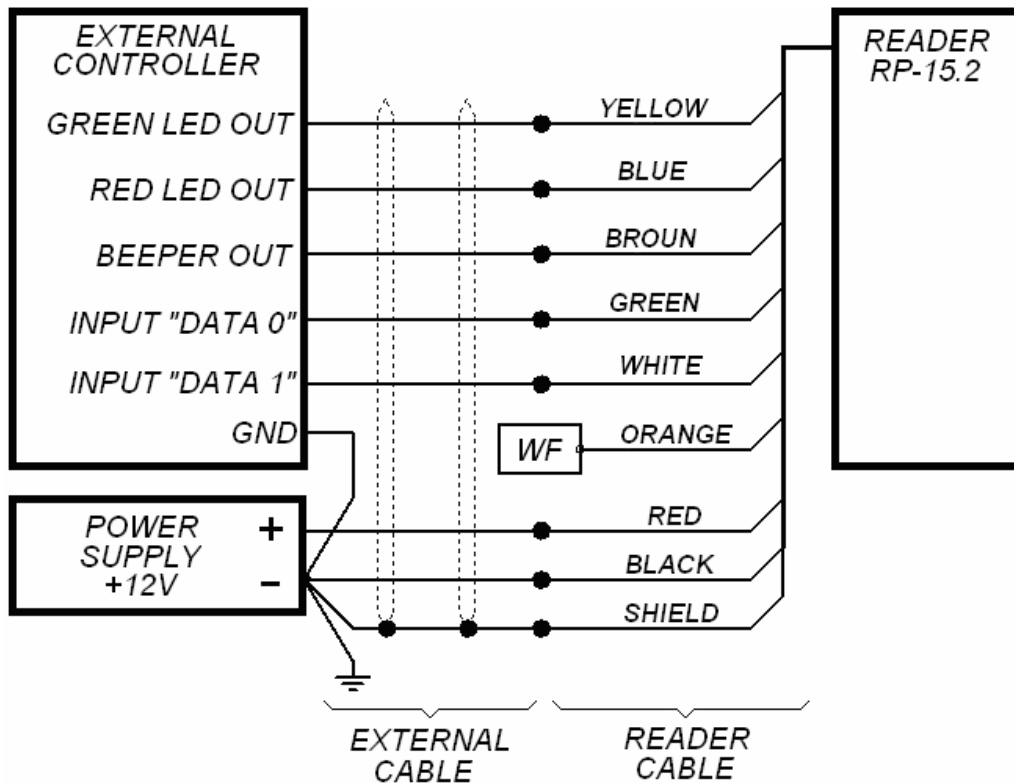 EXTERNAL
CONTROLLER
GREEN LED OUT
RED LED OUT
BEEPER OUT
INPUT "DATA 0"
INPUT "DATA 1"
GND
POWER
SUPPLY
+12V
+
−
YELLOW
BLUE
BROUN
GREEN
WHITE
WF
ORANGE
RED
BLACK
SHIELD
READER
RP-15.2
EXTERNAL
CABLE
READER
CABLE